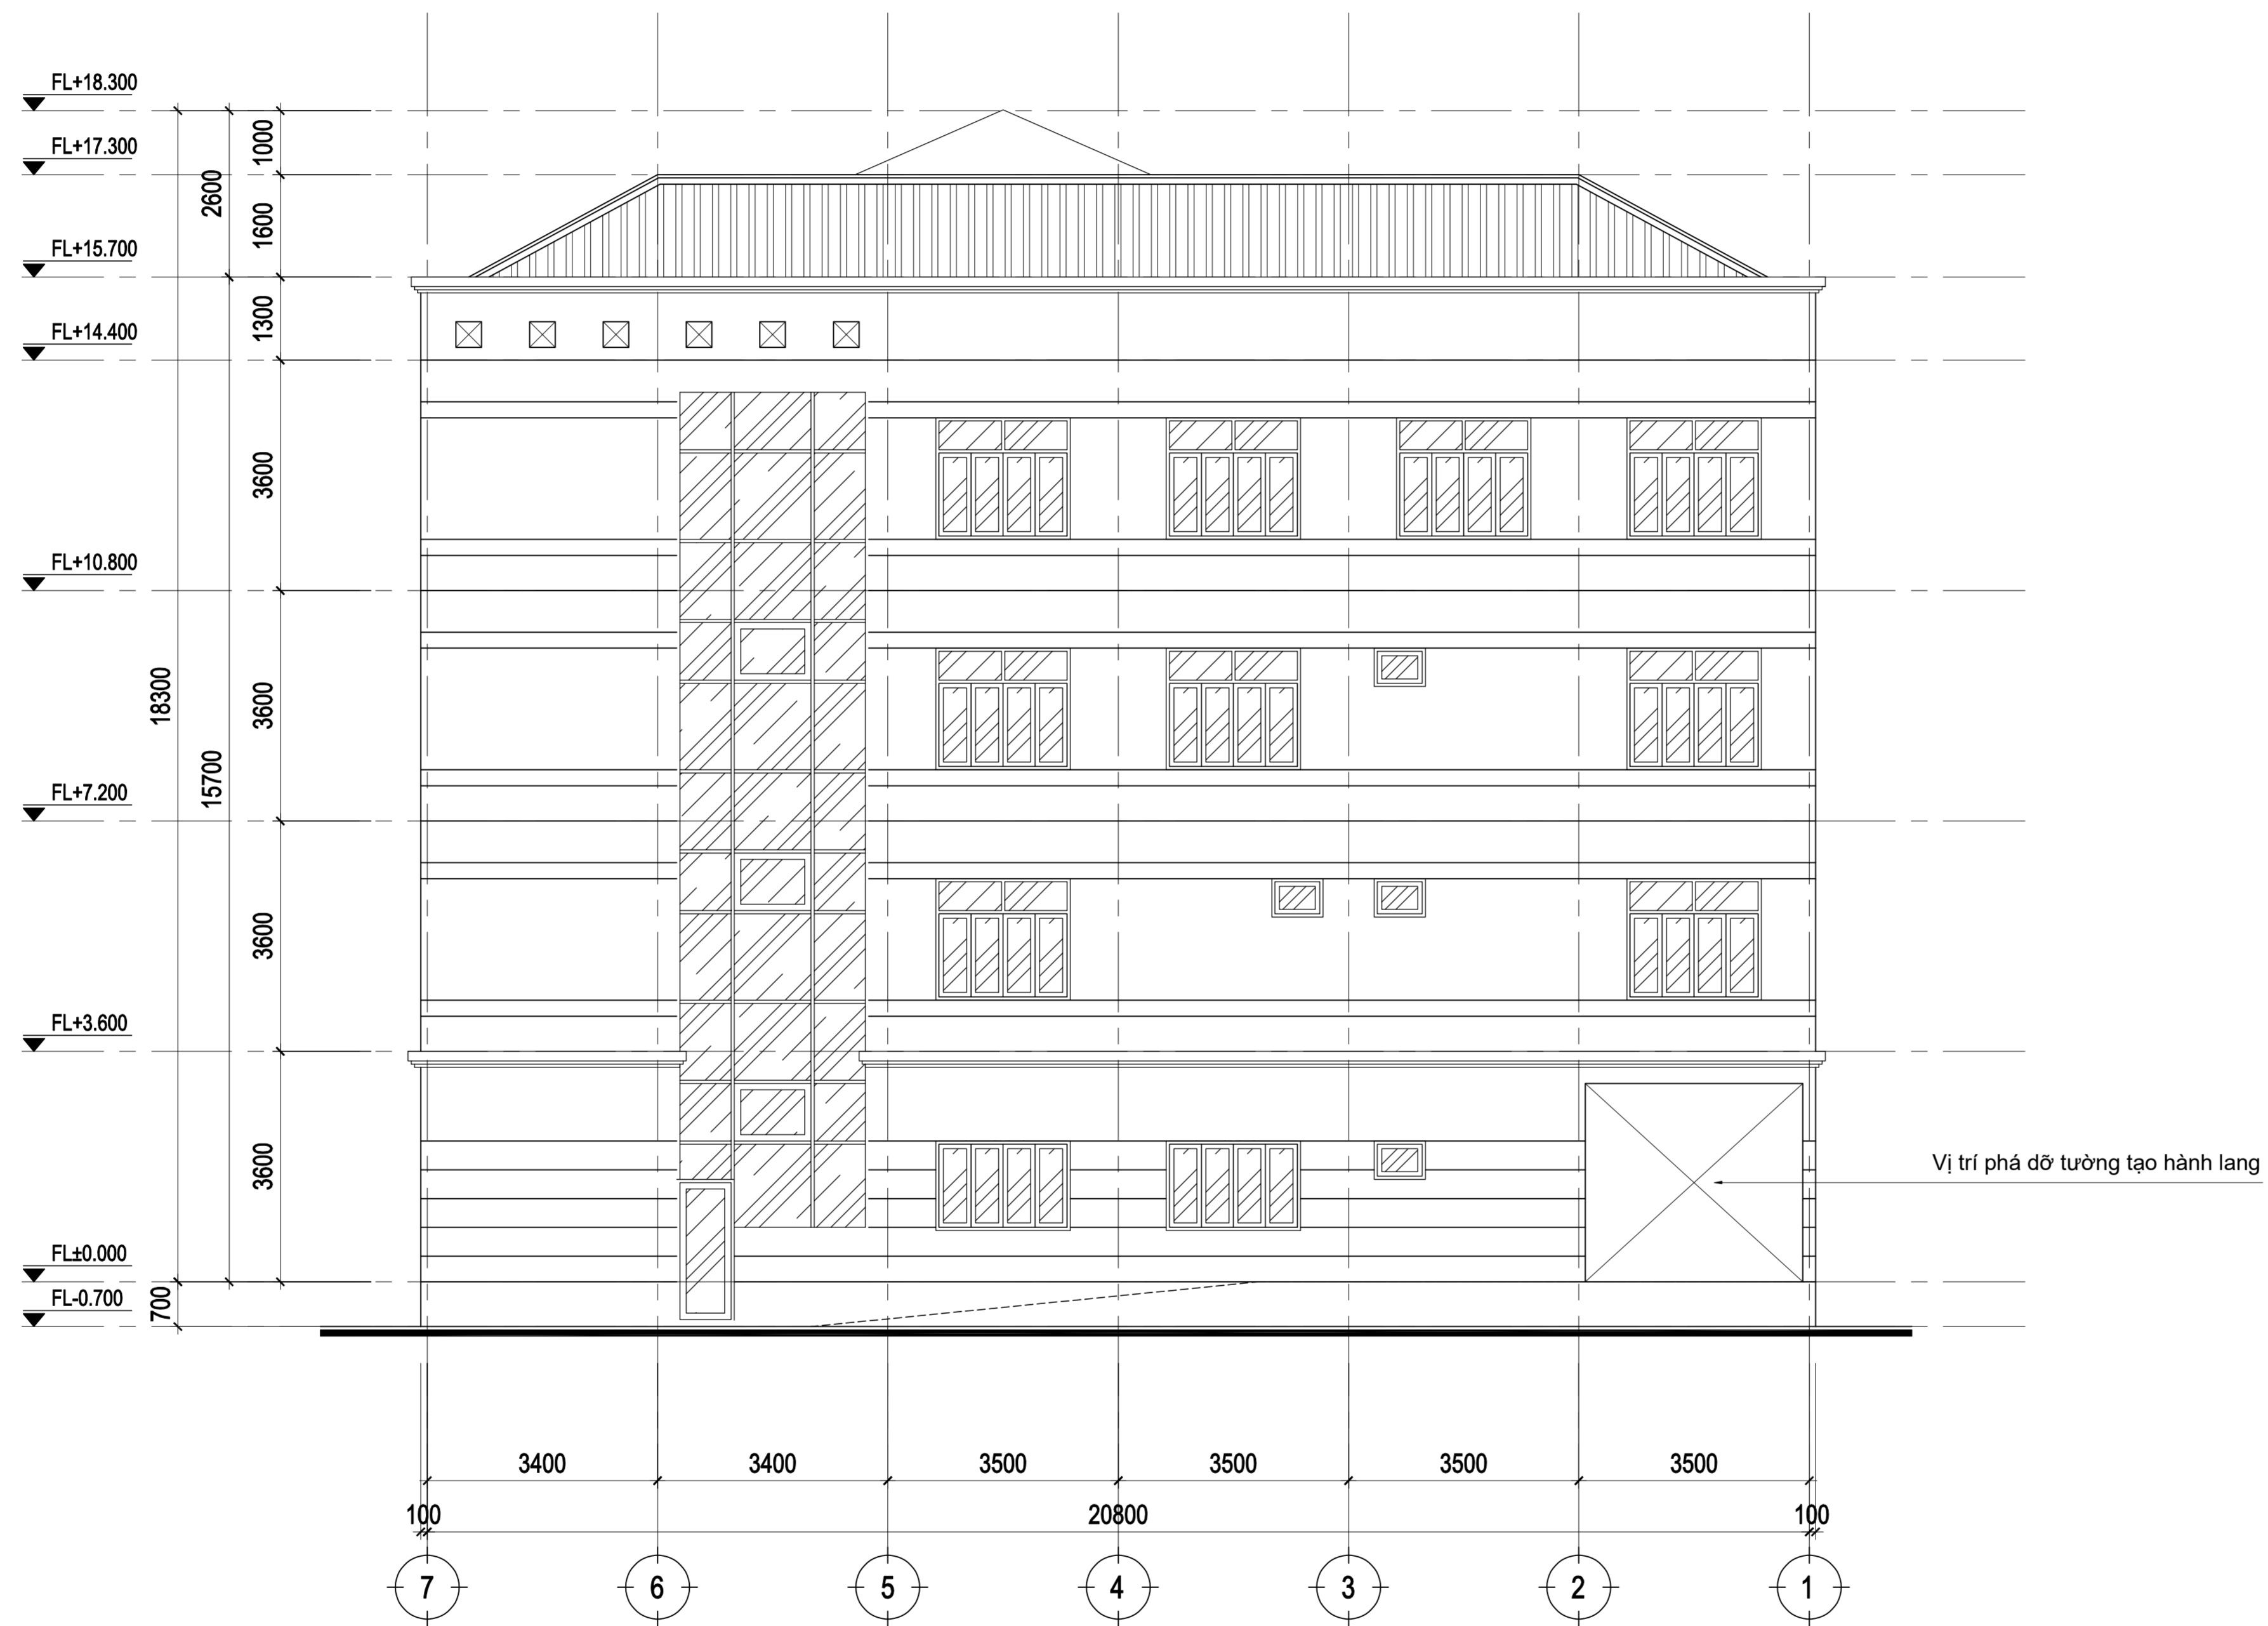 FL+18.300
FL+17.300
FL+15.700
FL+14.400
FL+10.800
FL+7.200
FL+3.600
FL±0.000
FL-0.700
1000
2600
1600
1300
3600
3600
18300
15700
3600
3600
700
Vị trí phá dỡ tường tạo hành lang
3400 3400 3500 3500 3500 3500
100 20800 100
7 6 5 4 3 2 1